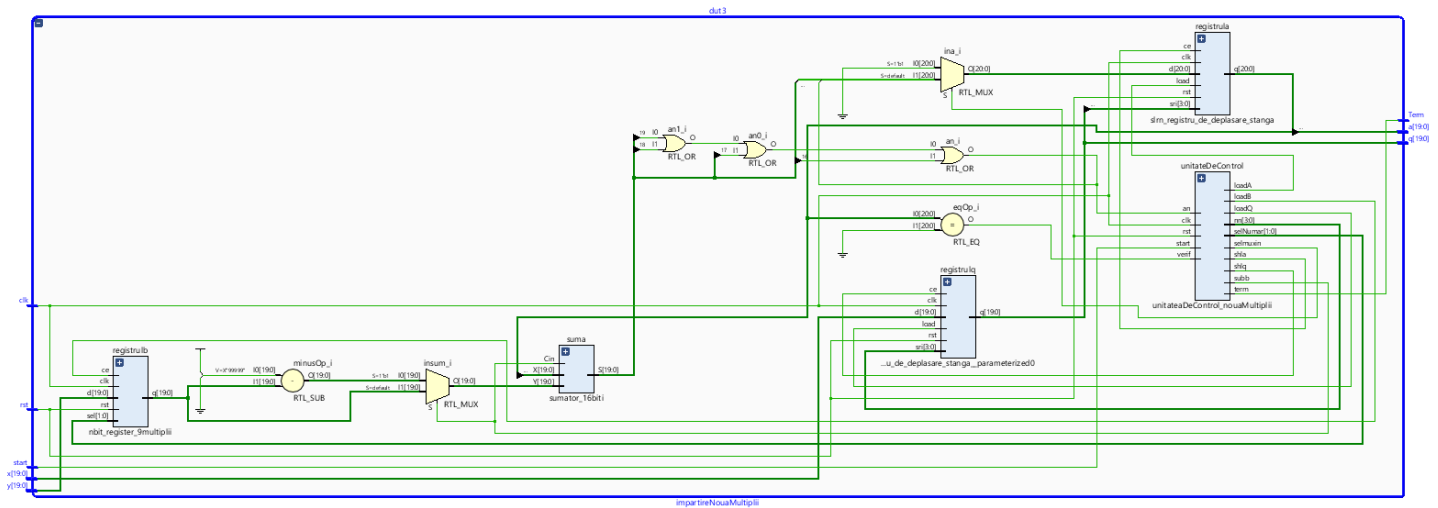 dut3
registrula
ce
clk
d[20:0]
load
rst
sri[3:0]
q[20:0]
slrn_registru_de_deplasare_stanga
ina_i
S=1'b1
I0[20:0]
S=default
I1[20:0]
O[20:0]
S
RTL_MUX
...
Term
a[19:0]
q[19:0]
an1_i
19
I0
18
I1
O
RTL_OR
an0_i
I0
17
I1
O
RTL_OR
an_i
I0
I1
O
RTL_OR
unitateDeControl
an
clk
rst
start
verif
loadA
loadB
loadQ
nn[3:0]
selNumar[1:0]
selmuxin
shla
shlq
subb
term
unitateaDeControl_nouaMultiplii
eqOp_i
I0[20:0]
I1[20:0]
O
=
RTL_EQ
registrulq
ce
clk
d[19:0]
load
rst
sri[3:0]
q[19:0]
...u_de_deplasare_stanga__parameterized0
clk
registrulb
ce
clk
d[19:0]
rst
sel[1:0]
q[19:0]
nbit_register_9multiplii
minusOp_i
I0[19:0]
I1[19:0]
O[19:0]
-
RTL_SUB
insum_i
S=1'b1
I0[19:0]
S=default
I1[19:0]
O[19:0]
S
RTL_MUX
suma
Cin
X[19:0]
Y[19:0]
S[19:0]
sumator_16biti
rst
start
x[19:0]
y[19:0]
impartireNouaMultiplii